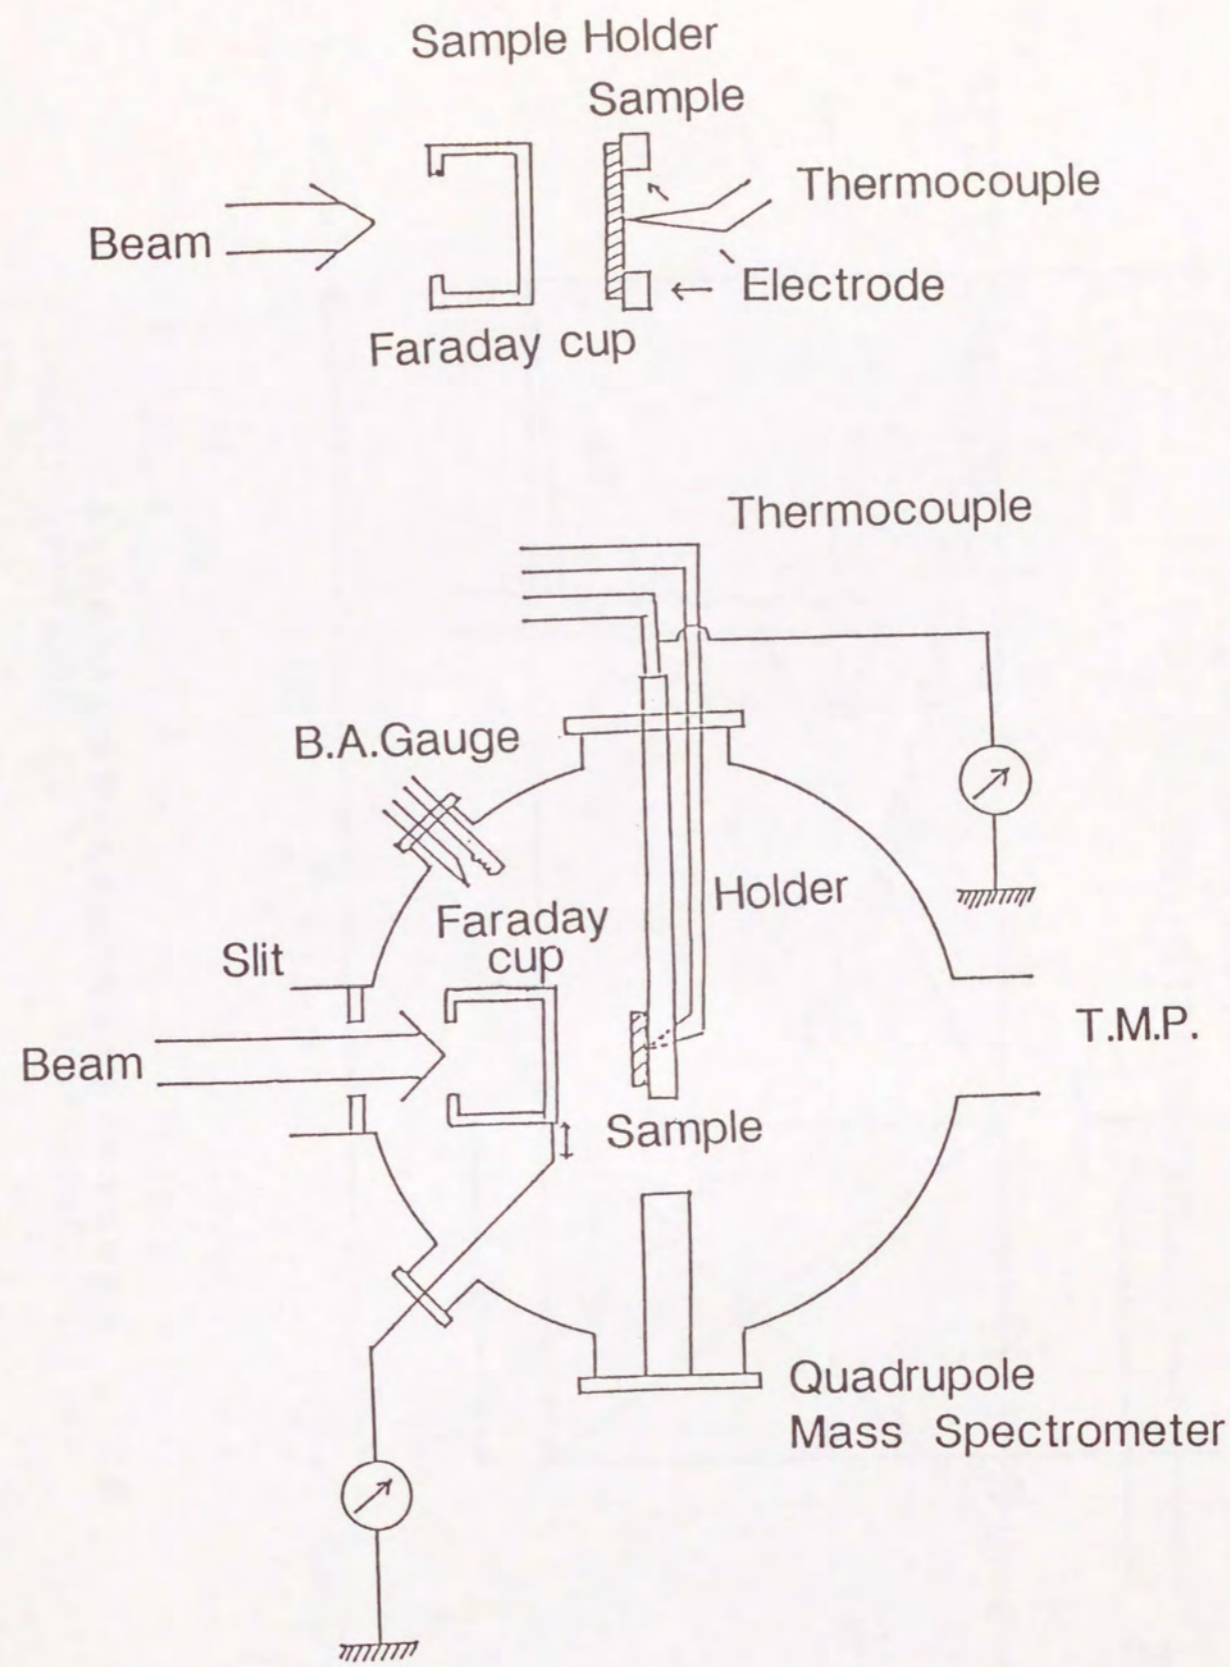 Sample Holder
Sample
Thermocouple
Beam
Electrode
Faraday cup
Thermocouple
B.A.Gauge
Holder
Faraday
cup
Slit
T.M.P.
Beam
Sample
Quadrupole
Mass Spectrometer